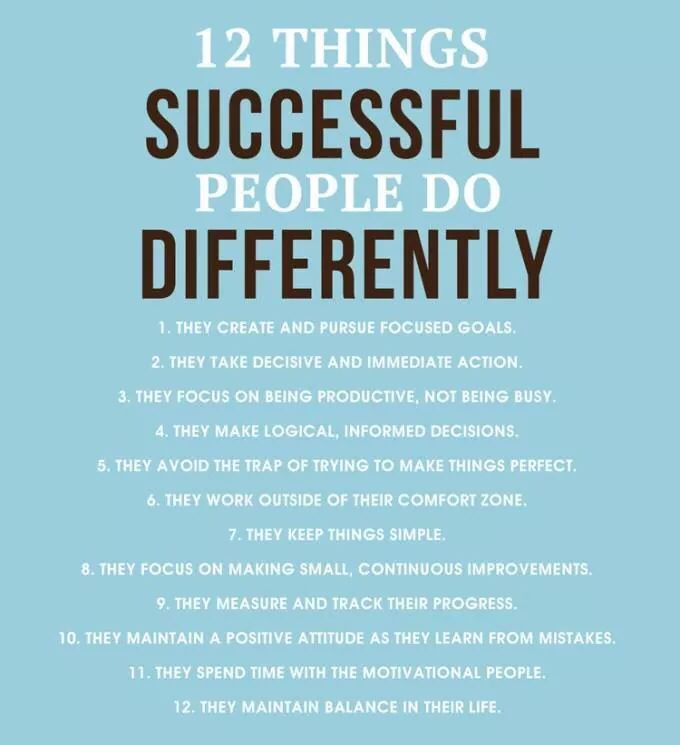 12 THINGS
SUCCESSFUL
PEOPLE DO
DIFFERENTLY
1. THEY CREATE AND PURSUE FOCUSED GOALS.
2. THEY TAKE DECISIVE AND IMMEDIATE ACTION.
3. THEY FOCUS ON BEING PRODUCTIVE, NOT BEING BUSY.
4. THEY MAKE LOGICAL, INFORMED DECISIONS.
5. THEY AVOID THE TRAP OF TRYING TO MAKE THINGS PERFECT.
6. THEY WORK OUTSIDE OF THEIR COMFORT ZONE.
7. THEY KEEP THINGS SIMPLE.
8. THEY FOCUS ON MAKING SMALL, CONTINUOUS IMPROVEMENTS.
9. THEY MEASURE AND TRACK THEIR PROGRESS.
10. THEY MAINTAIN A POSITIVE ATTITUDE AS THEY LEARN FROM MISTAKES.
11. THEY SPEND TIME WITH THE MOTIVATIONAL PEOPLE.
12. THEY MAINTAIN BALANCE IN THEIR LIFE.